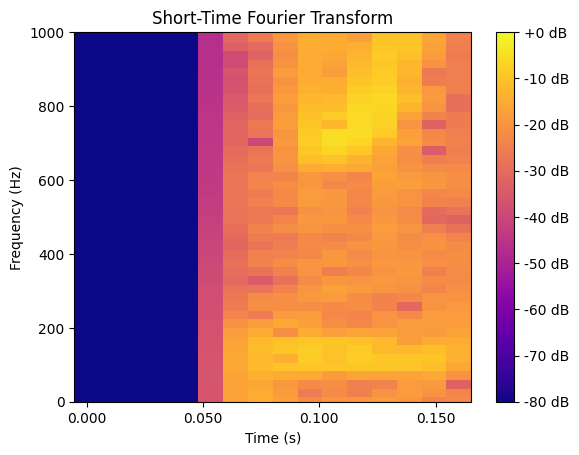 Short-Time Fourier Transform
1000
800
600
400
200
0
Frequency (Hz)
0.000
0.050
0.100
0.150
Time (s)
+0 dB
-10 dB
-20 dB
-30 dB
-40 dB
-50 dB
-60 dB
-70 dB
-80 dB